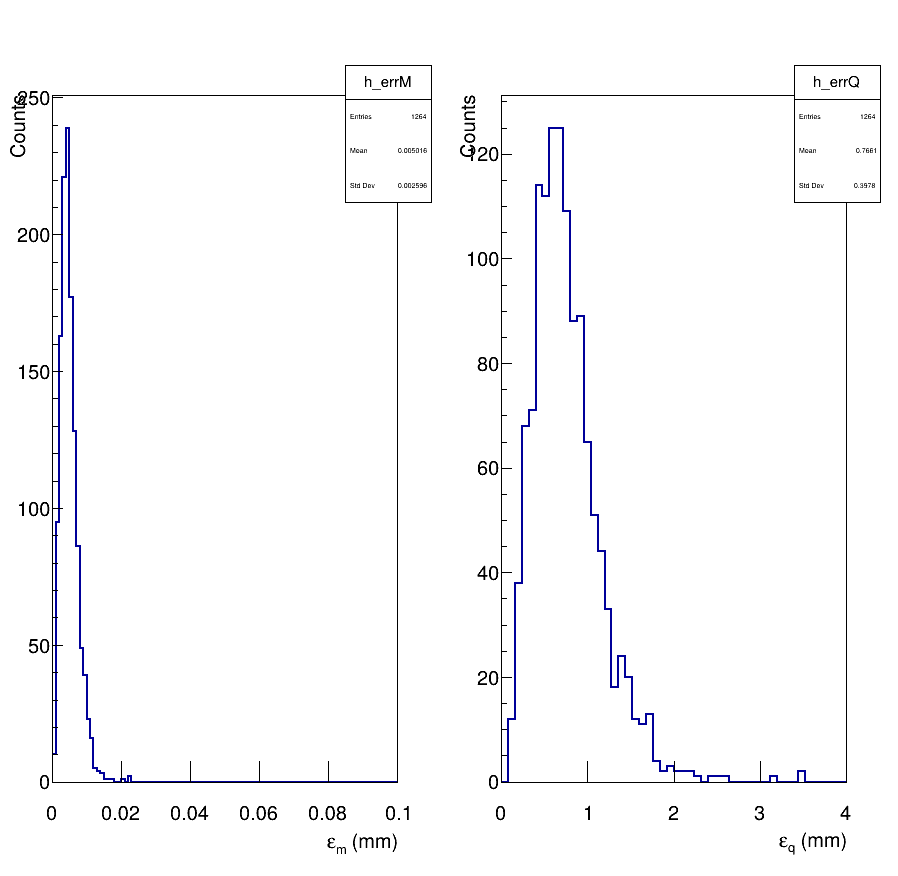 h_errM
Entries 1264
Mean 0.005016
Std Dev 0.002596
Counts
250
200
150
100
50
0
0 0.02 0.04 0.06 0.08 0.1
εm (mm)
h_errQ
Entries 1264
Mean 0.7661
Std Dev 0.3978
Counts
120
100
80
60
40
20
0
0 1 2 3 4
εq (mm)